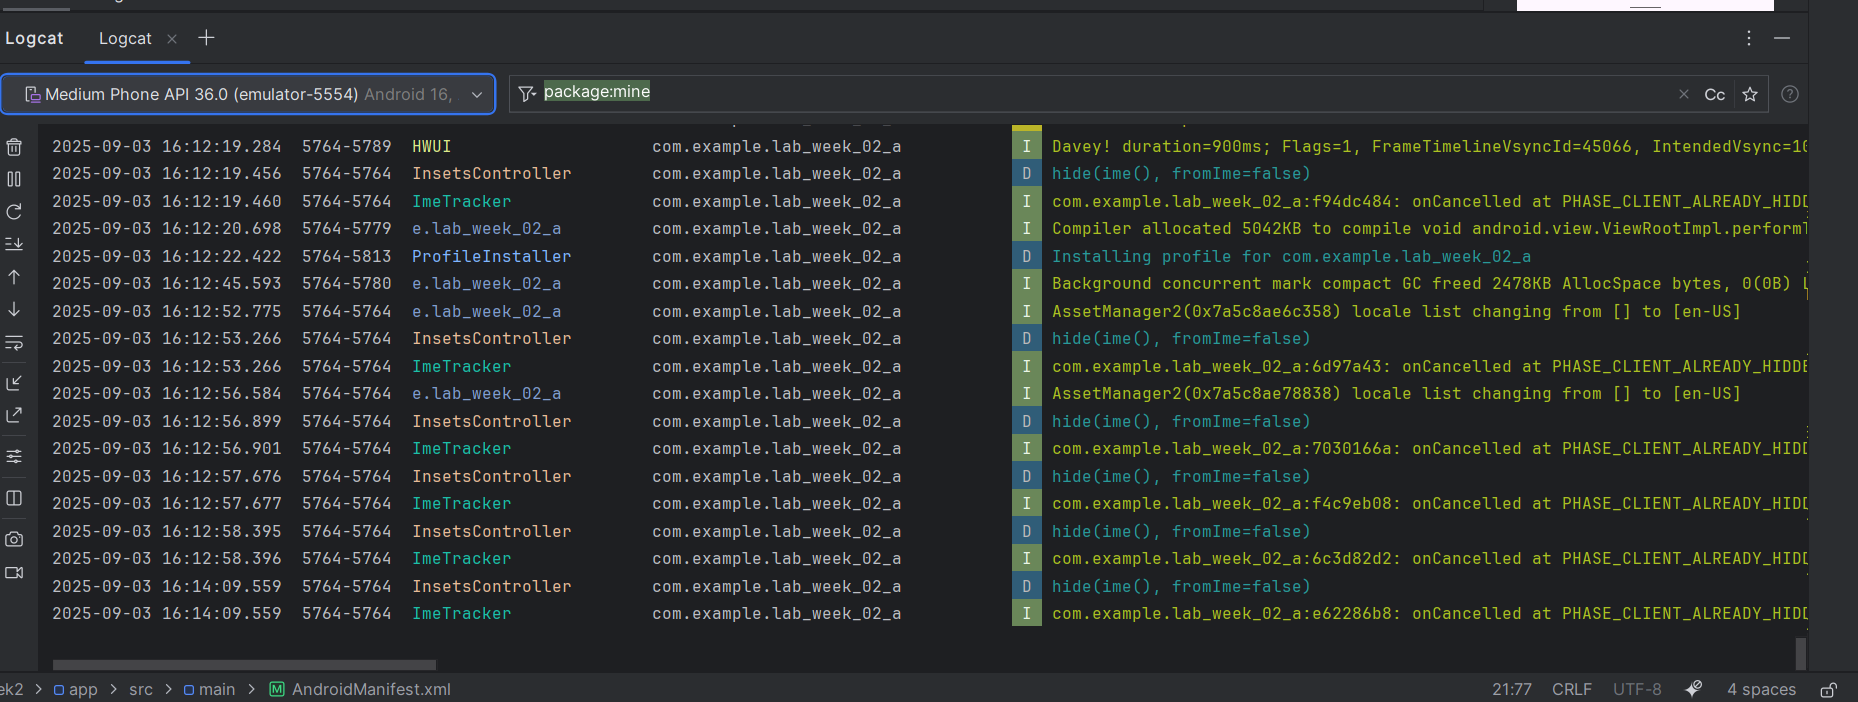 Logcat Logcat
Medium Phone API 36.0 (emulator-5554) Android 16, package:mine Cc
2025-09-03 16:12:19.284 5764-5789 HWUI com.example.lab_week_02_a I Davey! duration=900ms; Flags=1, FrameTimelineVsyncId=45066, IntendedVsync=10
2025-09-03 16:12:19.456 5764-5764 InsetsController com.example.lab_week_02_a D hide(ime(), fromIme=false)
2025-09-03 16:12:19.460 5764-5764 ImeTracker com.example.lab_week_02_a I com.example.lab_week_02_a:f94dc484: onCancelled at PHASE_CLIENT_ALREADY_HIDD
2025-09-03 16:12:20.698 5764-5779 e.lab_week_02_a com.example.lab_week_02_a I Compiler allocated 5042KB to compile void android.view.ViewRootImpl.performT
2025-09-03 16:12:22.422 5764-5813 ProfileInstaller com.example.lab_week_02_a D Installing profile for com.example.lab_week_02_a
2025-09-03 16:12:45.593 5764-5780 e.lab_week_02_a com.example.lab_week_02_a I Background concurrent mark compact GC freed 2478KB AllocSpace bytes, 0(0B) L
2025-09-03 16:12:52.775 5764-5764 e.lab_week_02_a com.example.lab_week_02_a I AssetManager2(0x7a5c8ae6c358) locale list changing from [] to [en-US]
2025-09-03 16:12:53.266 5764-5764 InsetsController com.example.lab_week_02_a D hide(ime(), fromIme=false)
2025-09-03 16:12:53.266 5764-5764 ImeTracker com.example.lab_week_02_a I com.example.lab_week_02_a:6d97a43: onCancelled at PHASE_CLIENT_ALREADY_HIDDE
2025-09-03 16:12:56.584 5764-5764 e.lab_week_02_a com.example.lab_week_02_a I AssetManager2(0x7a5c8ae78838) locale list changing from [] to [en-US]
2025-09-03 16:12:56.899 5764-5764 InsetsController com.example.lab_week_02_a D hide(ime(), fromIme=false)
2025-09-03 16:12:56.901 5764-5764 ImeTracker com.example.lab_week_02_a I com.example.lab_week_02_a:7030166a: onCancelled at PHASE_CLIENT_ALREADY_HIDD
2025-09-03 16:12:57.676 5764-5764 InsetsController com.example.lab_week_02_a D hide(ime(), fromIme=false)
2025-09-03 16:12:57.677 5764-5764 ImeTracker com.example.lab_week_02_a I com.example.lab_week_02_a:f4c9eb08: onCancelled at PHASE_CLIENT_ALREADY_HIDD
2025-09-03 16:12:58.395 5764-5764 InsetsController com.example.lab_week_02_a D hide(ime(), fromIme=false)
2025-09-03 16:12:58.396 5764-5764 ImeTracker com.example.lab_week_02_a I com.example.lab_week_02_a:6c3d82d2: onCancelled at PHASE_CLIENT_ALREADY_HIDD
2025-09-03 16:14:09.559 5764-5764 InsetsController com.example.lab_week_02_a D hide(ime(), fromIme=false)
2025-09-03 16:14:09.559 5764-5764 ImeTracker com.example.lab_week_02_a I com.example.lab_week_02_a:e62286b8: onCancelled at PHASE_CLIENT_ALREADY_HIDD
ek2 > app > src > main > M AndroidManifest.xml 21:77 CRLF UTF-8 4 spaces